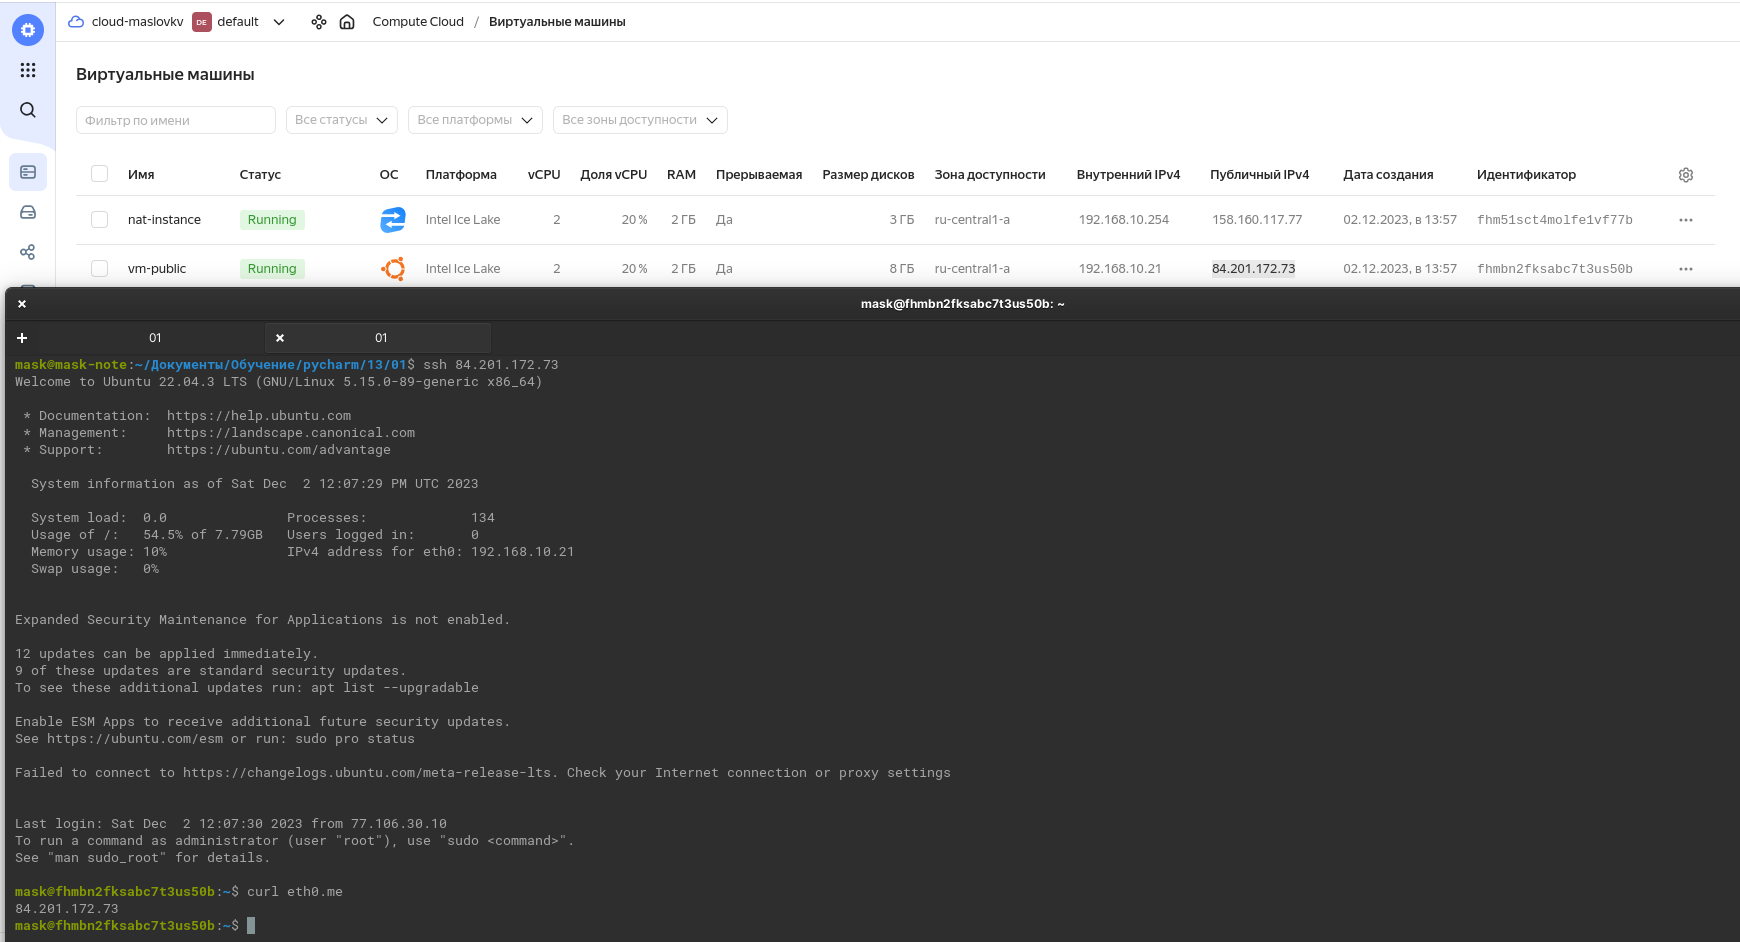 cloud-maslovkv DE default Compute Cloud / Виртуальные машины
Виртуальные машины
Фильтр по имени Все статусы Все платформы Все зоны доступности
Имя Статус ОС Платформа vCPU Доля vCPU RAM Прерываемая Размер дисков Зона доступности Внутренний IPv4 Публичный IPv4 Дата создания Идентификатор
nat-instance Running Intel Ice Lake 2 20 % 2 ГБ Да 3 ГБ ru-central1-a 192.168.10.254 158.160.117.77 02.12.2023, в 13:57 fhm51sct4molfe1vf77b
vm-public Running Intel Ice Lake 2 20 % 2 ГБ Да 8 ГБ ru-central1-a 192.168.10.21 84.201.172.73 02.12.2023, в 13:57 fhmbn2fksabc7t3us50b
mask@fhmbn2fksabc7t3us50b: ~
01 01
mask@mask-note:~/Документы/Обучение/pycharm/13/01$ ssh 84.201.172.73
Welcome to Ubuntu 22.04.3 LTS (GNU/Linux 5.15.0-89-generic x86_64)
* Documentation: https://help.ubuntu.com
* Management: https://landscape.canonical.com
* Support: https://ubuntu.com/advantage
System information as of Sat Dec 2 12:07:29 PM UTC 2023
System load: 0.0 Processes: 134
Usage of /: 54.5% of 7.79GB Users logged in: 0
Memory usage: 10% IPv4 address for eth0: 192.168.10.21
Swap usage: 0%
Expanded Security Maintenance for Applications is not enabled.
12 updates can be applied immediately.
9 of these updates are standard security updates.
To see these additional updates run: apt list --upgradable
Enable ESM Apps to receive additional future security updates.
See https://ubuntu.com/esm or run: sudo pro status
Failed to connect to https://changelogs.ubuntu.com/meta-release-lts. Check your Internet connection or proxy settings
Last login: Sat Dec 2 12:07:30 2023 from 77.106.30.10
To run a command as administrator (user "root"), use "sudo <command>".
See "man sudo_root" for details.
mask@fhmbn2fksabc7t3us50b:~$ curl eth0.me
84.201.172.73
mask@fhmbn2fksabc7t3us50b:~$